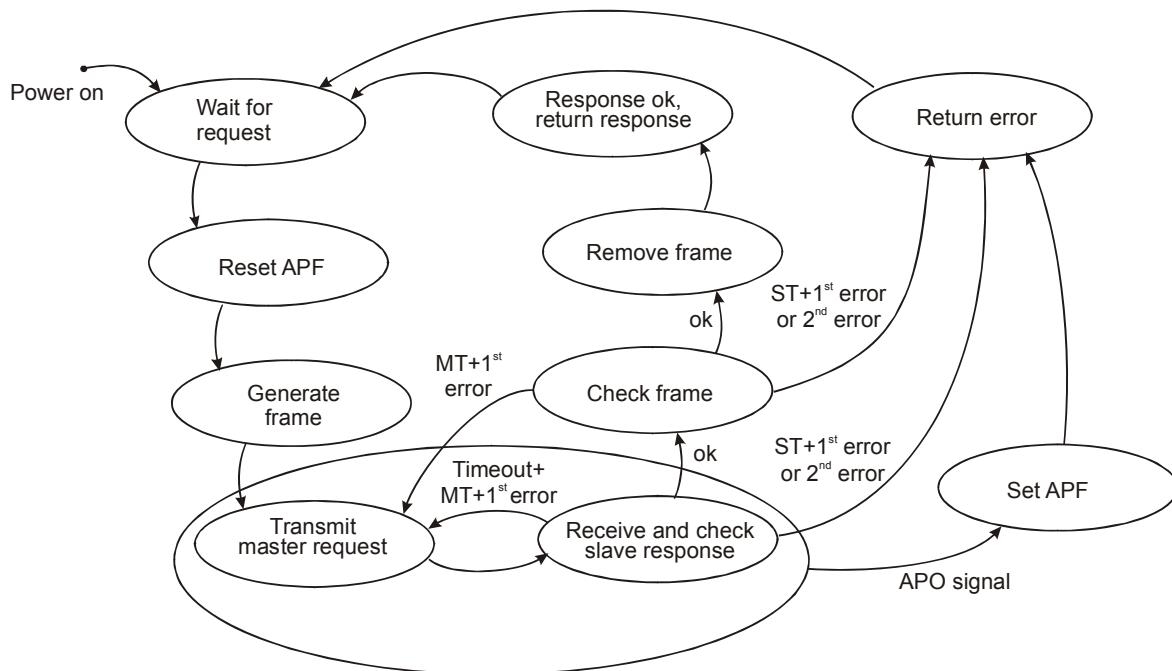 Power on
Wait for
request
Response ok,
return response
Return error
Reset APF
Remove frame
ST+1st error
or 2nd error
ok
MT+1st
error
Generate
frame
Check frame
ok
ST+1st error
or 2nd error
Timeout+
MT+1st error
Set APF
Transmit
master request
Receive and check
slave response
APO signal